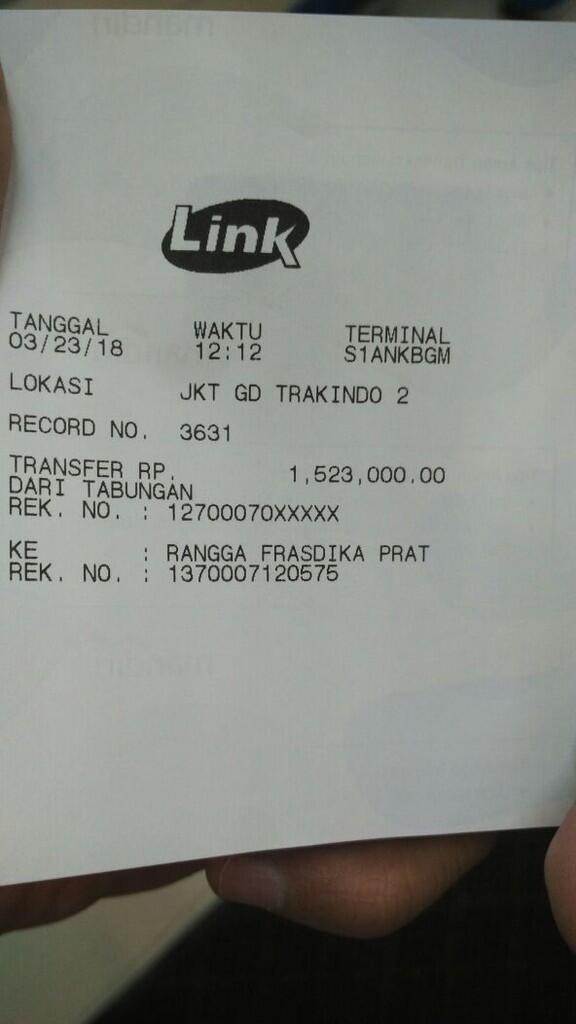 Link
TANGGAL WAKTU TERMINAL
03/23/18 12:12 S1ANKBGM
LOKASI JKT GD TRAKINDO 2
RECORD NO. 3631
TRANSFER RP. 1,523,000.00
DARI TABUNGAN
REK. NO. : 12700070XXXXX
KE : RANGGA FRASDIKA PRAT
REK. NO. : 1370007120575